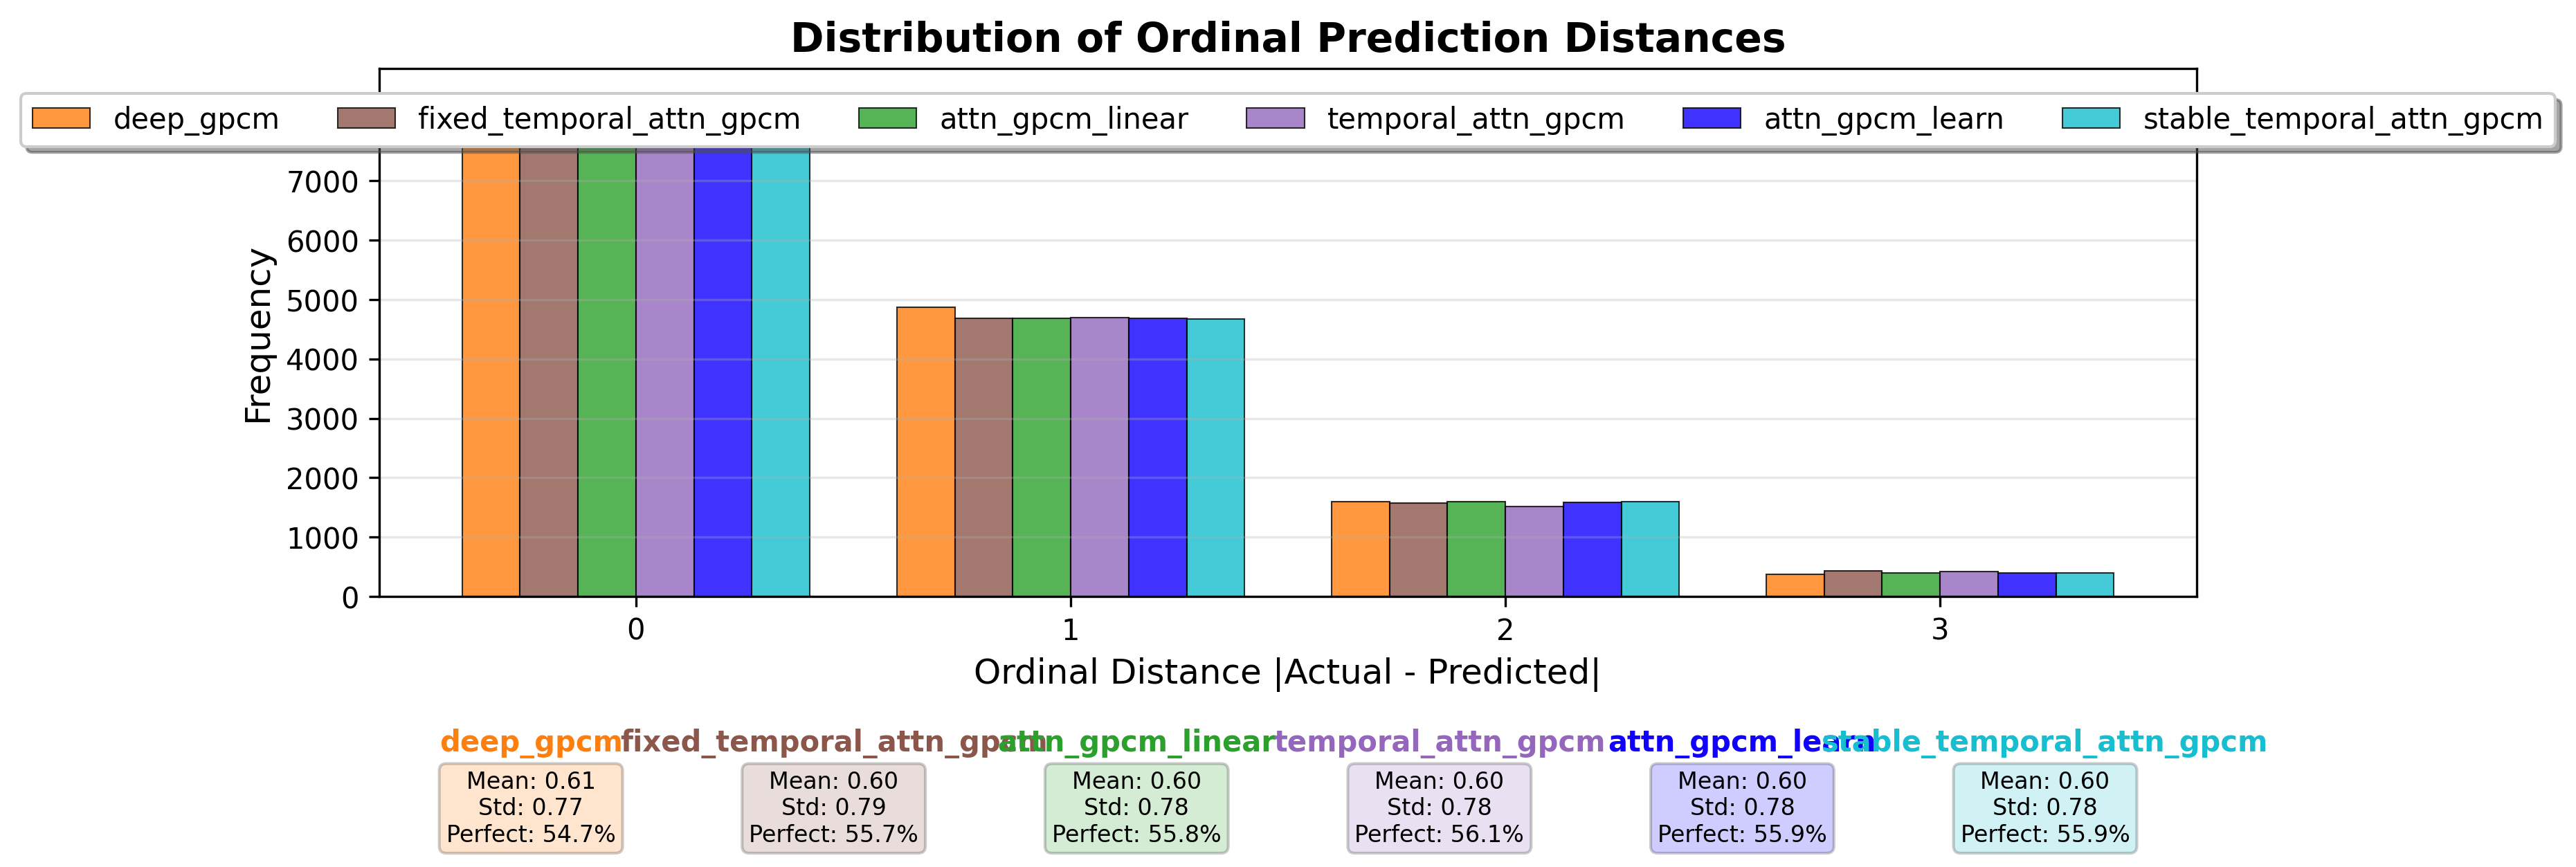 Distribution of Ordinal Prediction Distances
deep_gpcm fixed_temporal_attn_gpcm attn_gpcm_linear temporal_attn_gpcm attn_gpcm_learn stable_temporal_attn_gpcm
7000
6000
5000
4000
3000
2000
1000
0
Frequency
0 1 2 3
Ordinal Distance |Actual - Predicted|
deep_gpcm fixed_temporal_attn_gpcm attn_gpcm_linear temporal_attn_gpcm attn_gpcm_learn stable_temporal_attn_gpcm
Mean: 0.61
Std: 0.77
Perfect: 54.7%
Mean: 0.60
Std: 0.79
Perfect: 55.7%
Mean: 0.60
Std: 0.78
Perfect: 55.8%
Mean: 0.60
Std: 0.78
Perfect: 56.1%
Mean: 0.60
Std: 0.78
Perfect: 55.9%
Mean: 0.60
Std: 0.78
Perfect: 55.9%